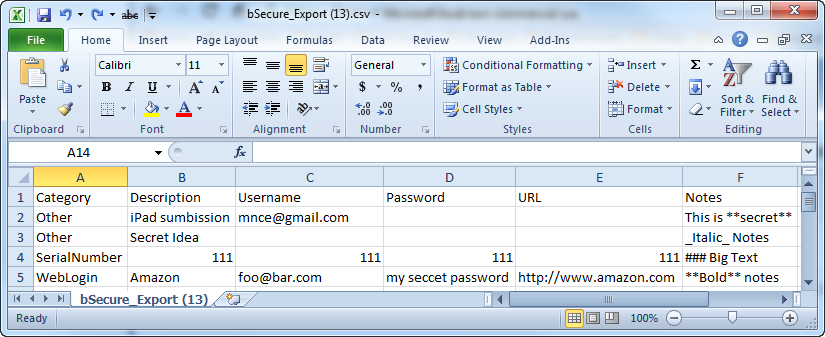 bSecure_Export (13).csv -
File Home Insert Page Layout Formulas Data Review View Add-Ins
Calibri 11 General Conditional Formatting Insert
Paste B I U A $ % , Format as Table Delete Sort & Find &
Cell Styles Format Filter Select
Clipboard Font Alignment Number Styles Cells Editing
A14 fx
A B C D E F
1 Category Description Username Password URL Notes
2 Other iPad sumbission mnce@gmail.com This is **secret**
3 Other Secret Idea _Italic_ Notes
4 SerialNumber 111 111 111 111 ### Big Text
5 WebLogin Amazon foo@bar.com my seccet password http://www.amazon.com **Bold** notes
bSecure_Export (13)
Ready 100%